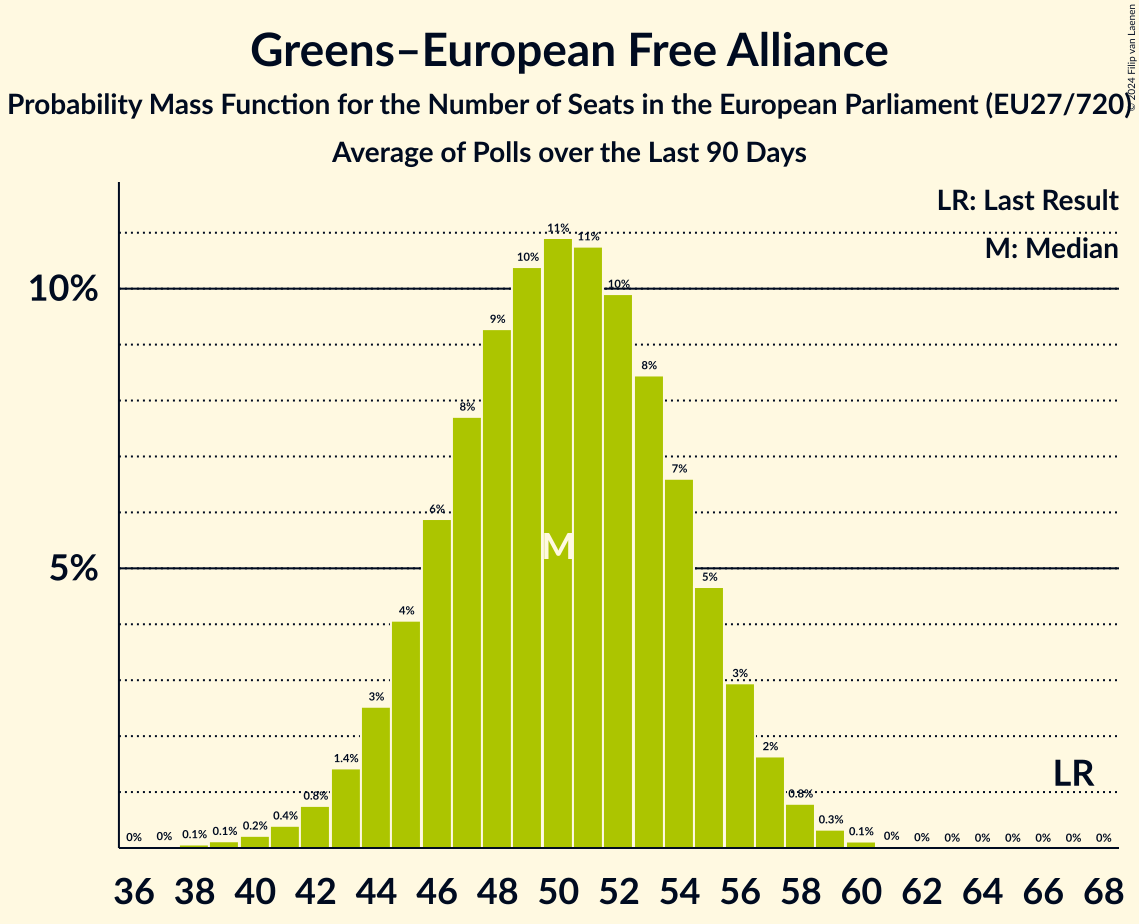 Greens–European Free Alliance
Probability Mass Function for the Number of Seats in the European Parliament (EU27/720)
Average of Polls over the Last 90 Days
© 2024 Filip van Laenen
LR: Last Result
M: Median
10%
5%
0% 0% 0.1% 0.1% 0.2% 0.4% 0.8% 1.4% 3% 4% 6% 8% 9% 10% 11% 11% 10% 8% 7% 5% 3% 2% 0.8% 0.3% 0.1% 0% 0% 0% 0% 0% 0% 0% 0%
M
LR
36 38 40 42 44 46 48 50 52 54 56 58 60 62 64 66 68